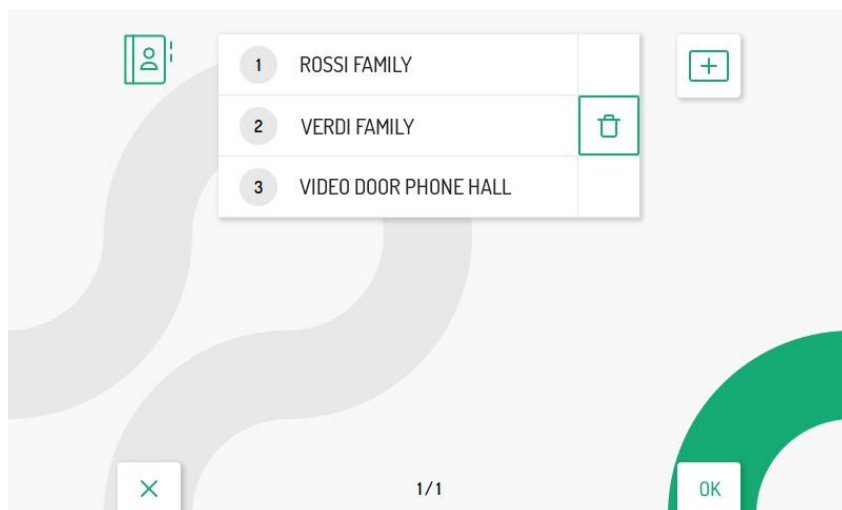 1 ROSSI FAMILY
2 VERDI FAMILY
3 VIDEO DOOR PHONE HALL
1/1
OK